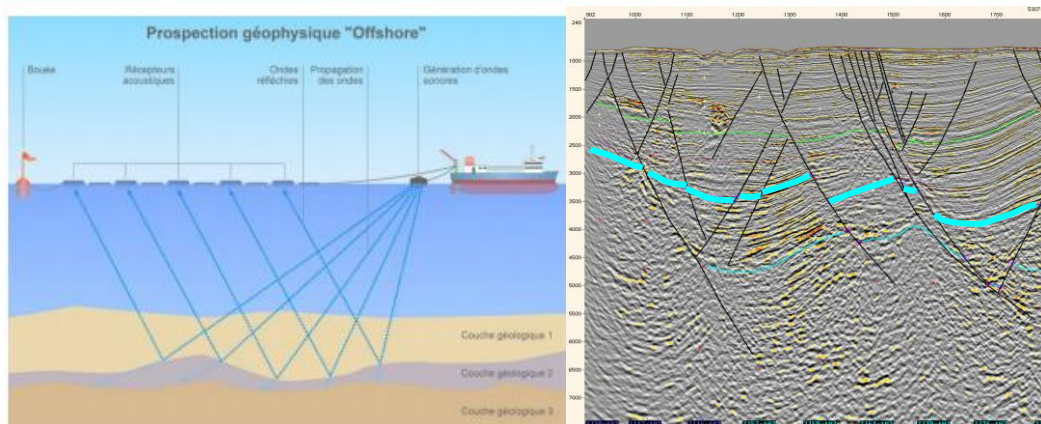 Prospection géophysique "Offshore"
Bouée
Récepteurs
acoustiques
Ondes
réfléchies
Propagation
des ondes
Génération d'ondes
sonores
Couche géologique 1
Couche géologique 2
Couche géologique 3
902
1000
1100
1200
1300
1400
1500
1600
1700
240
1000
1500
2000
2500
3000
3500
4000
4500
5000
5500
6000
6500
7000